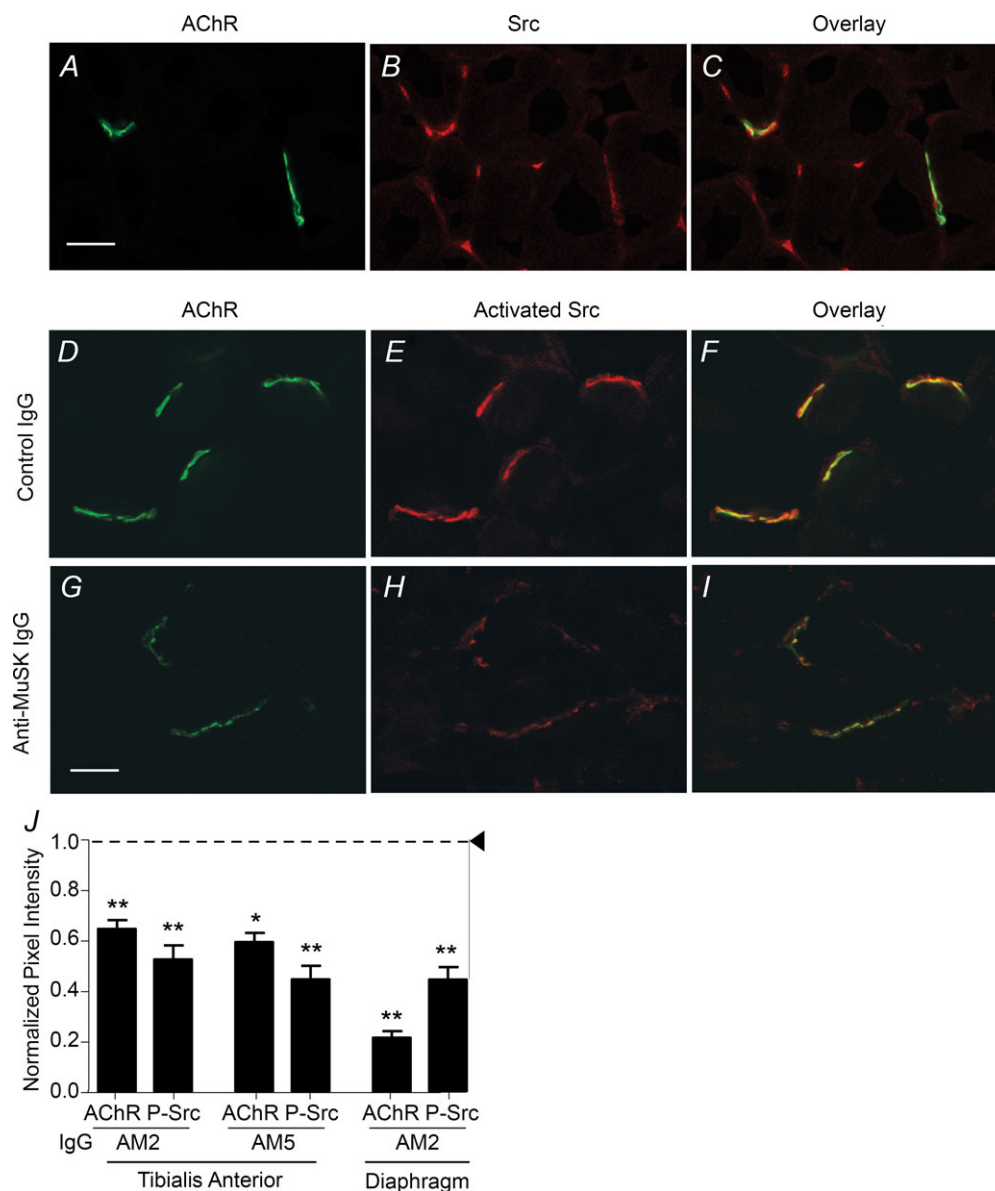 AChR Src Overlay
A B C
AChR Activated Src Overlay
Control IgG
D E F
Anti-MuSK IgG
G H I
J
Normalized Pixel Intensity
1.0
0.8
0.6
0.4
0.2
0.0
** ** * ** ** **
AChR P-Src AChR P-Src AChR P-Src
IgG AM2 AM5 AM2
Tibialis Anterior Diaphragm